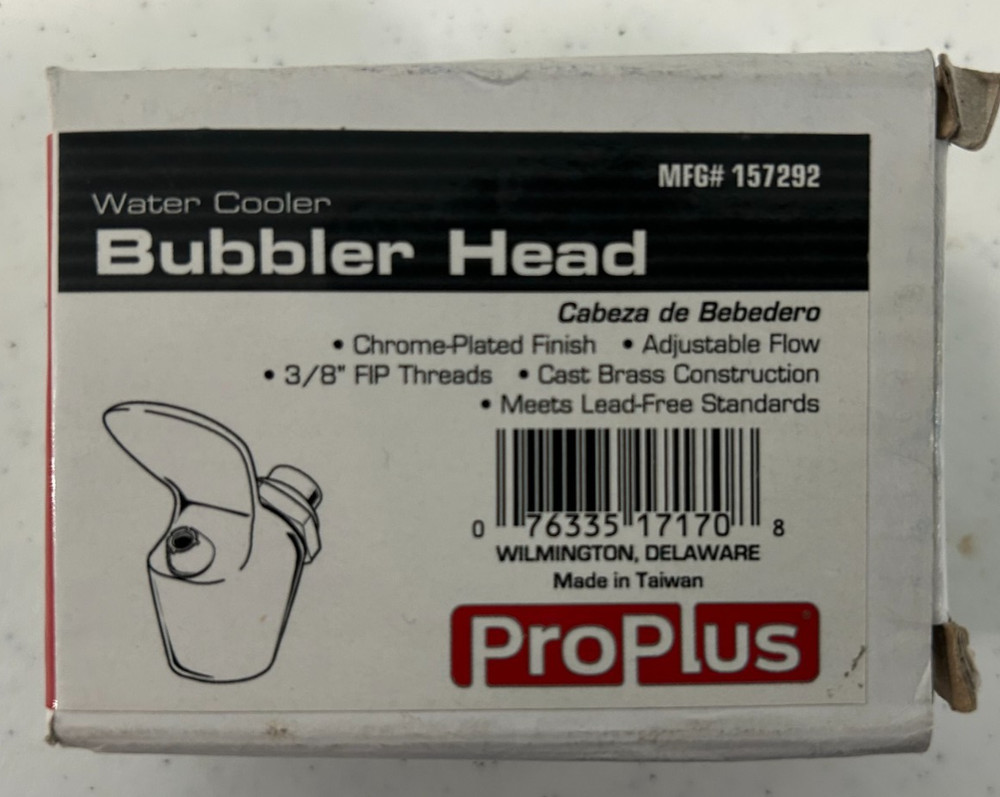 MFG# 157292
Water Cooler
Bubbler Head
Cabeza de Bebedero
• Chrome-Plated Finish • Adjustable Flow
• 3/8" FIP Threads • Cast Brass Construction
• Meets Lead-Free Standards
0 76335 17170 8
WILMINGTON, DELAWARE
Made in Taiwan
ProPlus®